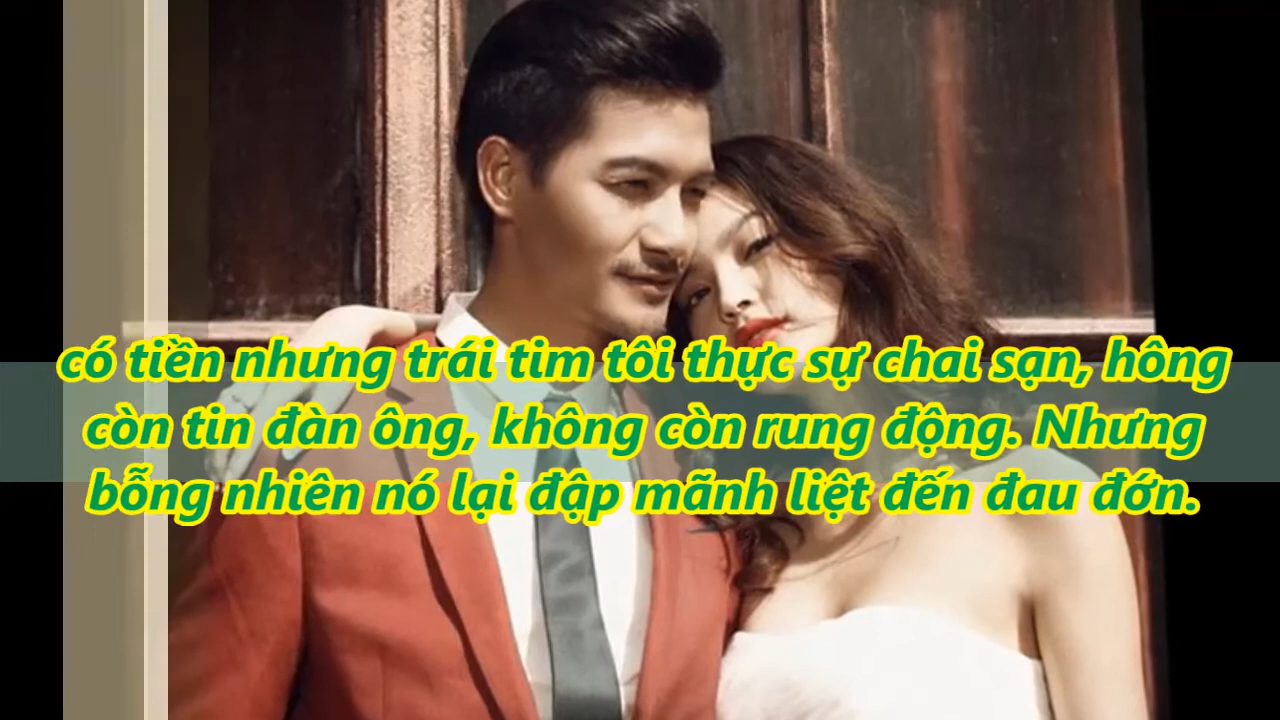 có tiền nhưng trái tim tôi thực sự chai sạn, hông
còn tin đàn ông, không còn rung động. Nhưng
bỗng nhiên nó lại đập mãnh liệt đến đau đớn.